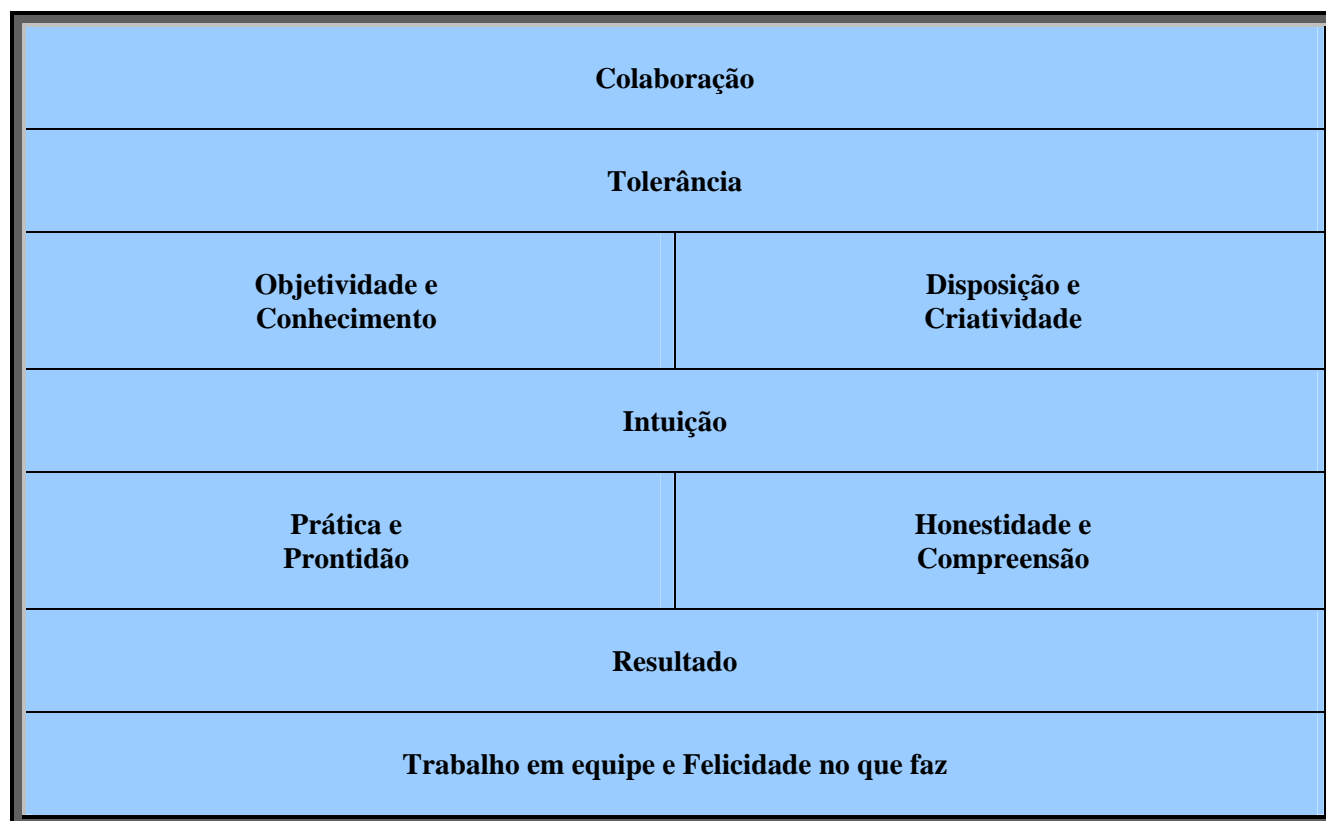 Colaboração
Tolerância
Objetividade e
Conhecimento
Disposição e
Criatividade
Intuição
Prática e
Prontidão
Honestidade e
Compreensão
Resultado
Trabalho em equipe e Felicidade no que faz